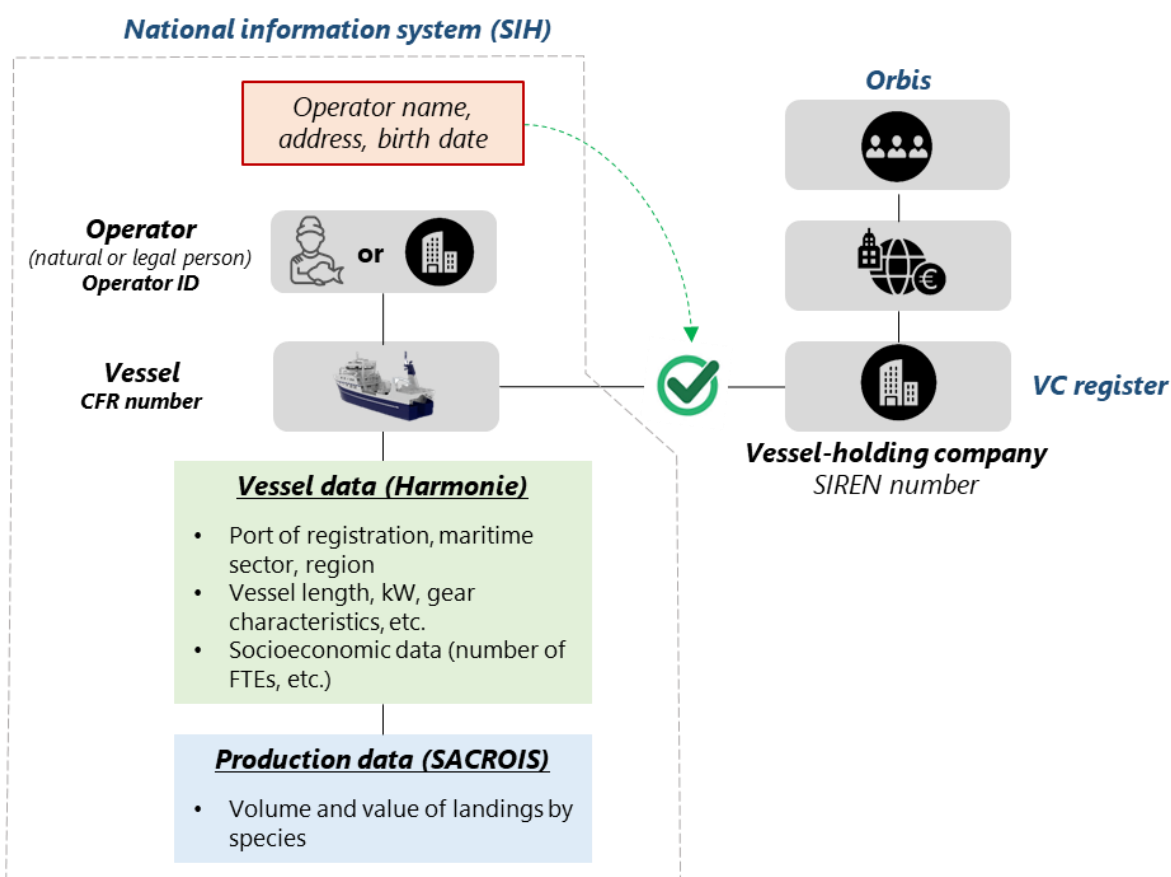 National information system (SIH)
Operator name,
address, birth date
Orbis
Operator
(natural or legal person)
Operator ID
or
€
Vessel
CFR number
VC register
Vessel-holding company
SIREN number
Vessel data (Harmonie)
• Port of registration, maritime
sector, region
• Vessel length, kW, gear
characteristics, etc.
• Socioeconomic data (number of
FTEs, etc.)
Production data (SACROIS)
• Volume and value of landings by
species